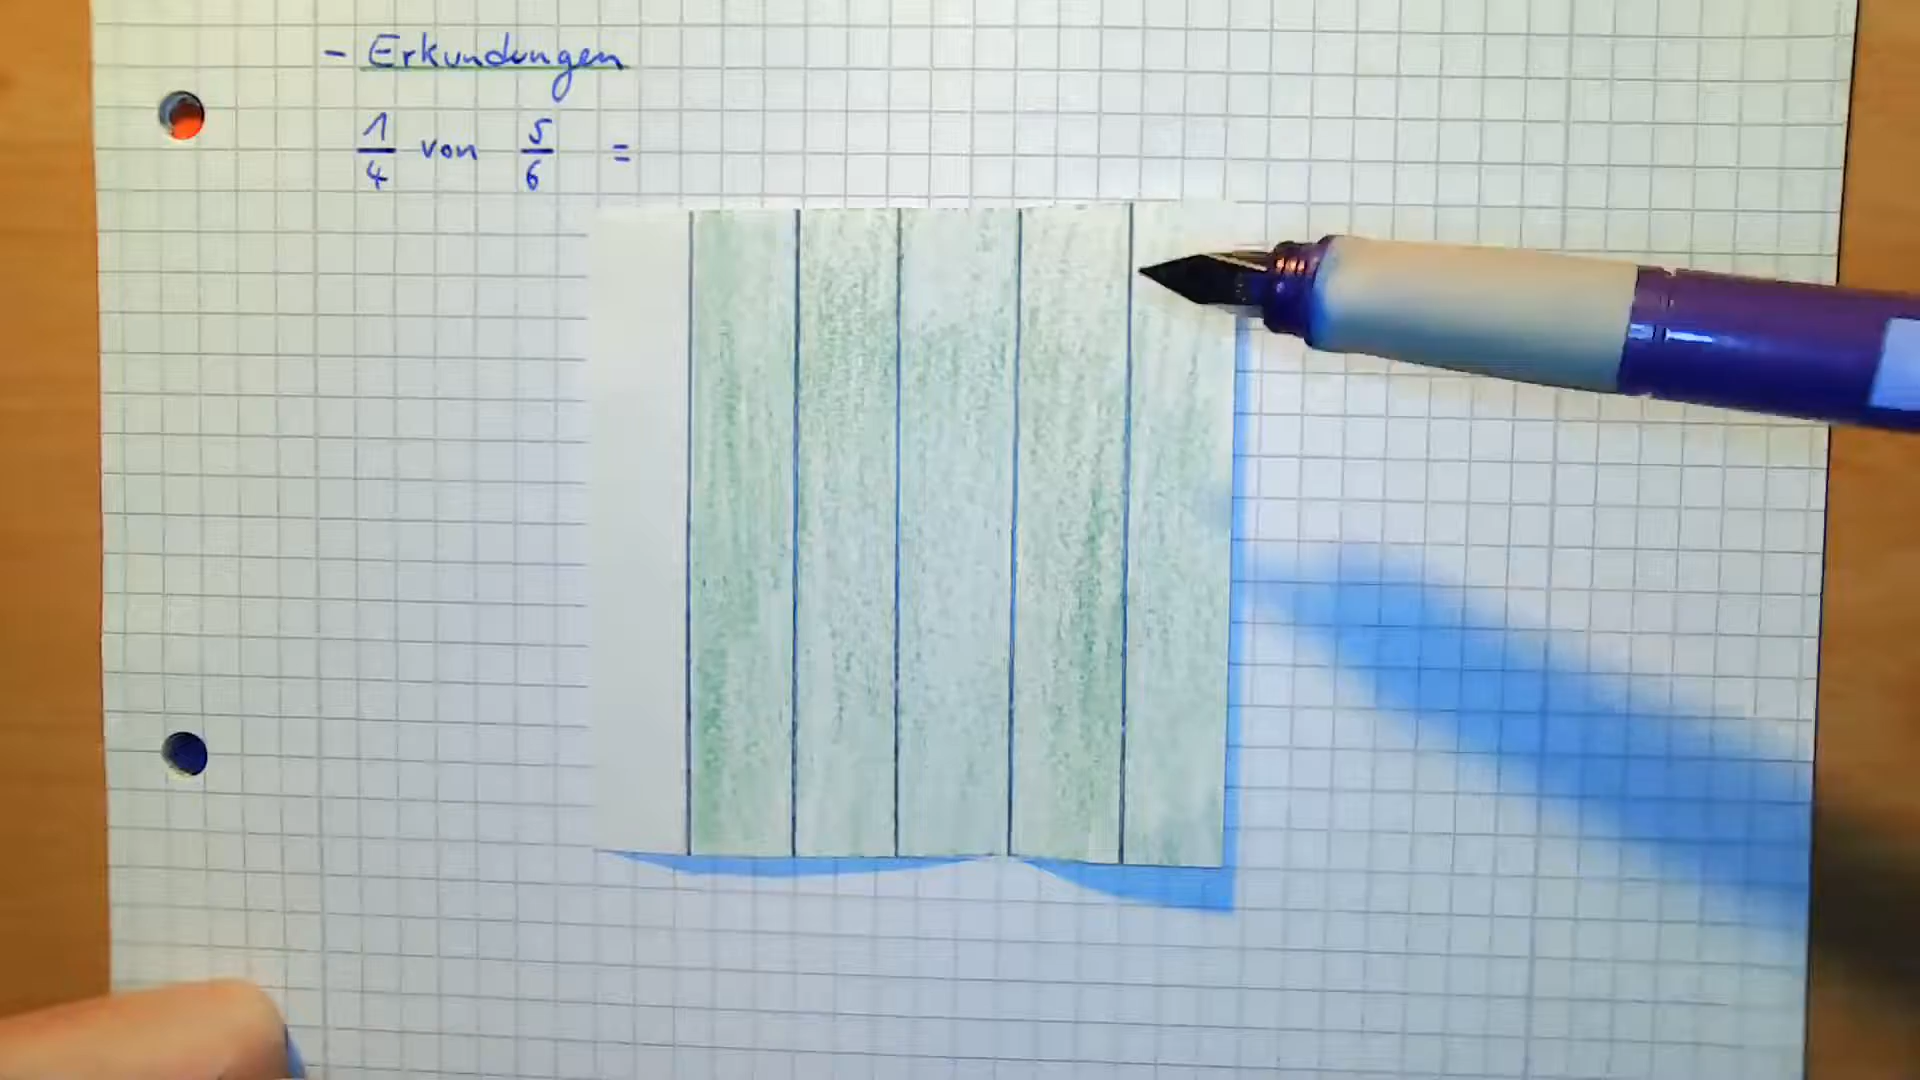 - Erkundungen
1/4 von 5/6 =